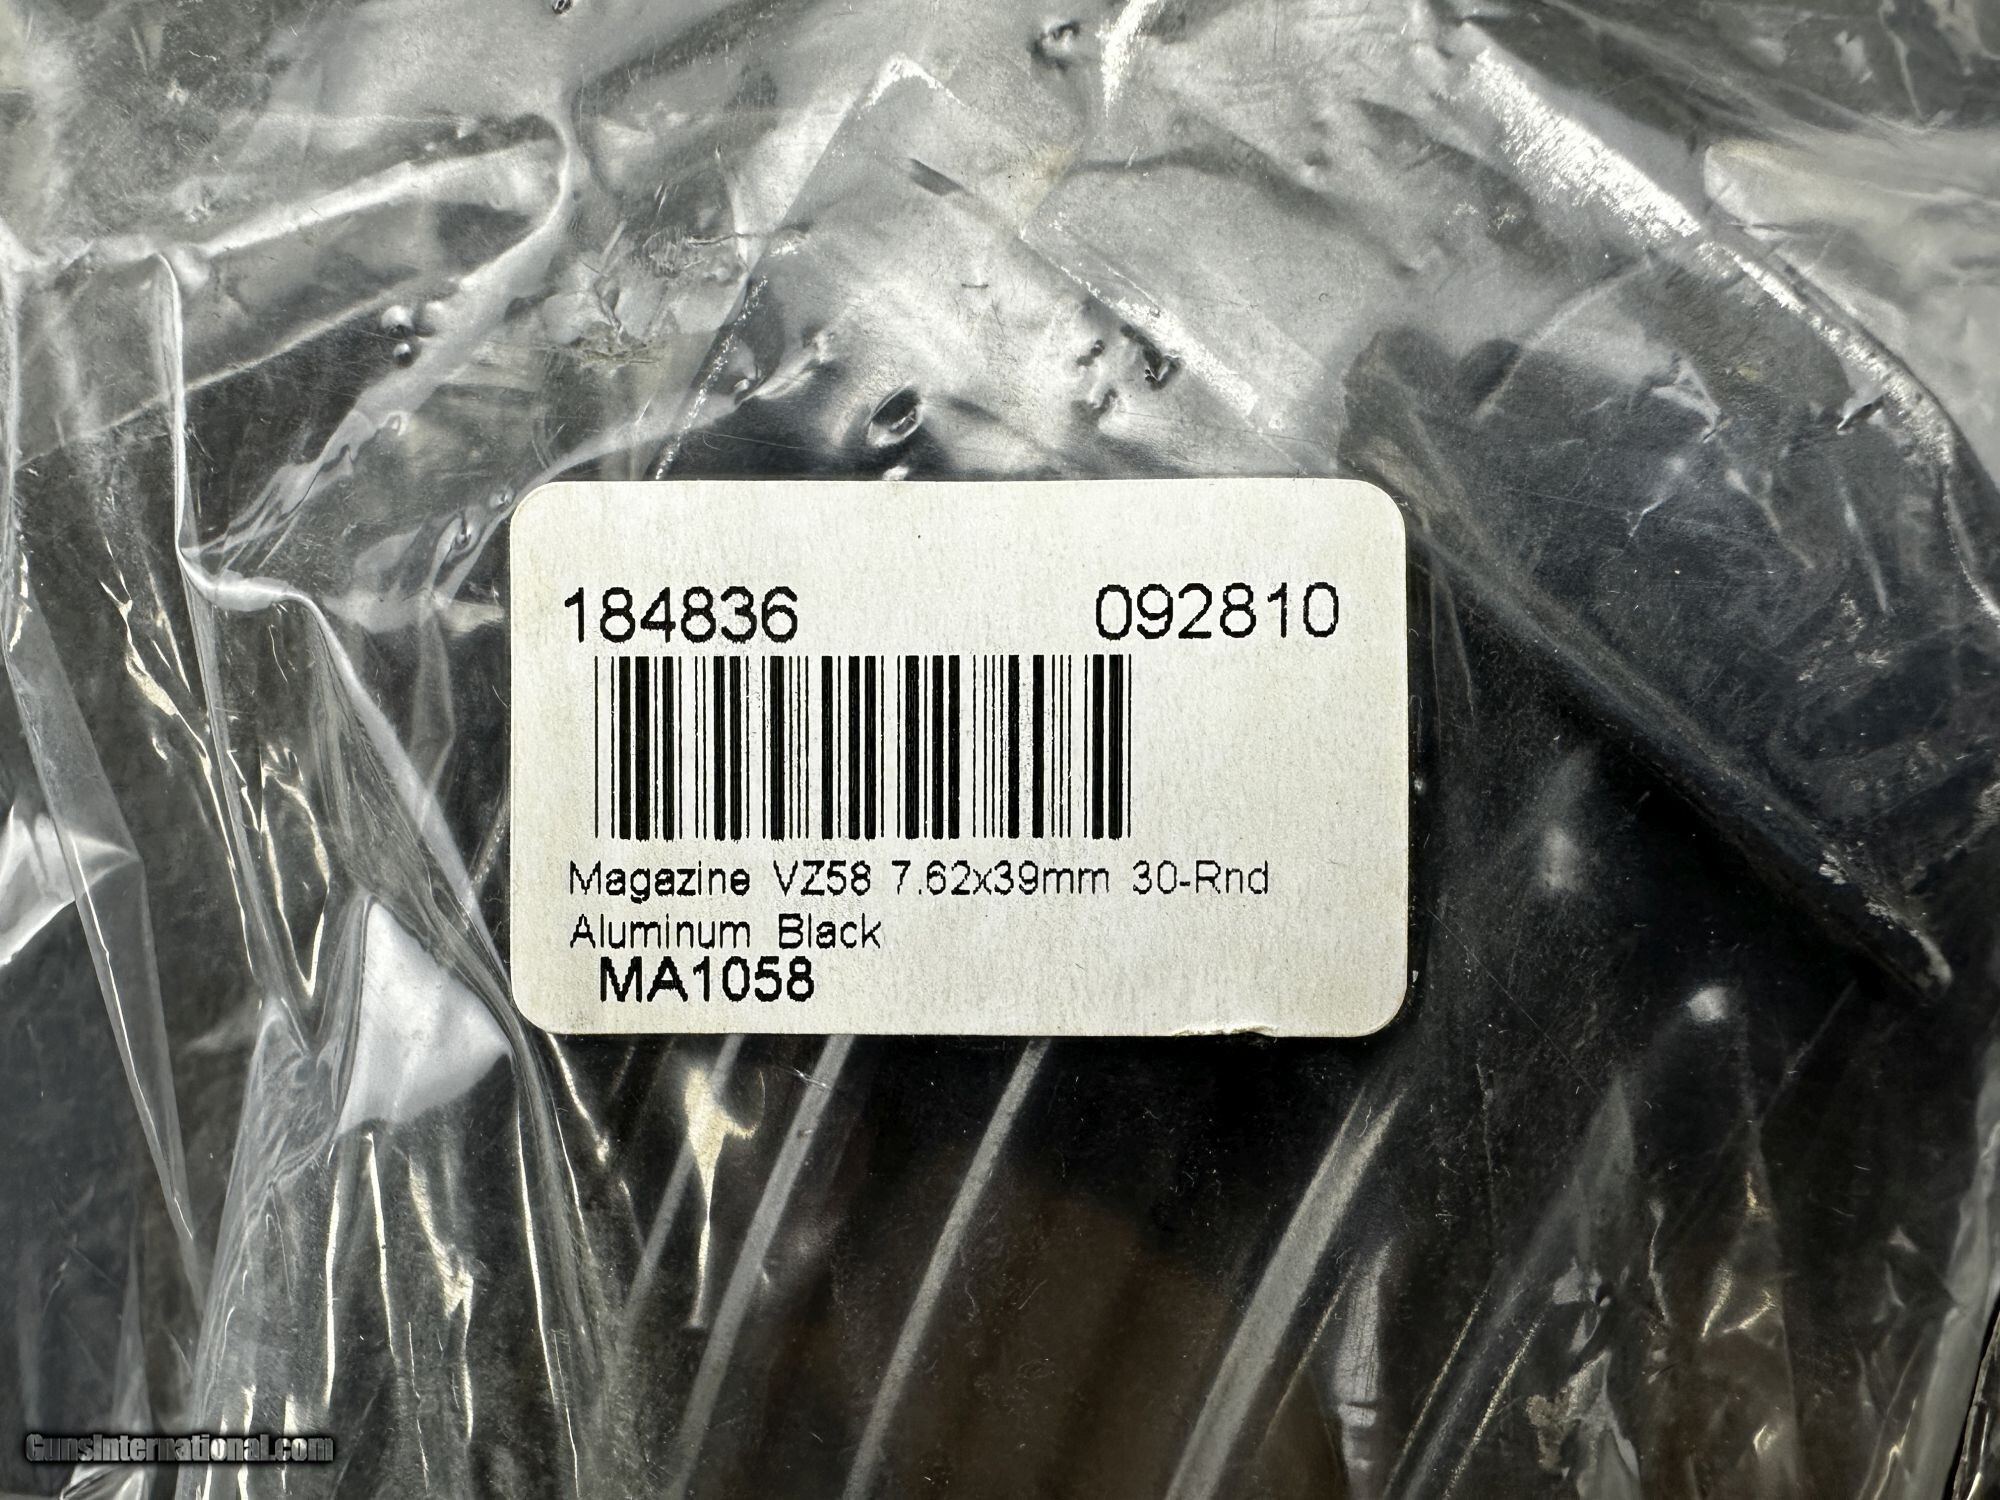 184836 092810
Magazine VZ58 7.62x39mm 30-Rnd
Aluminum Black
MA1058
GunsInternational.com